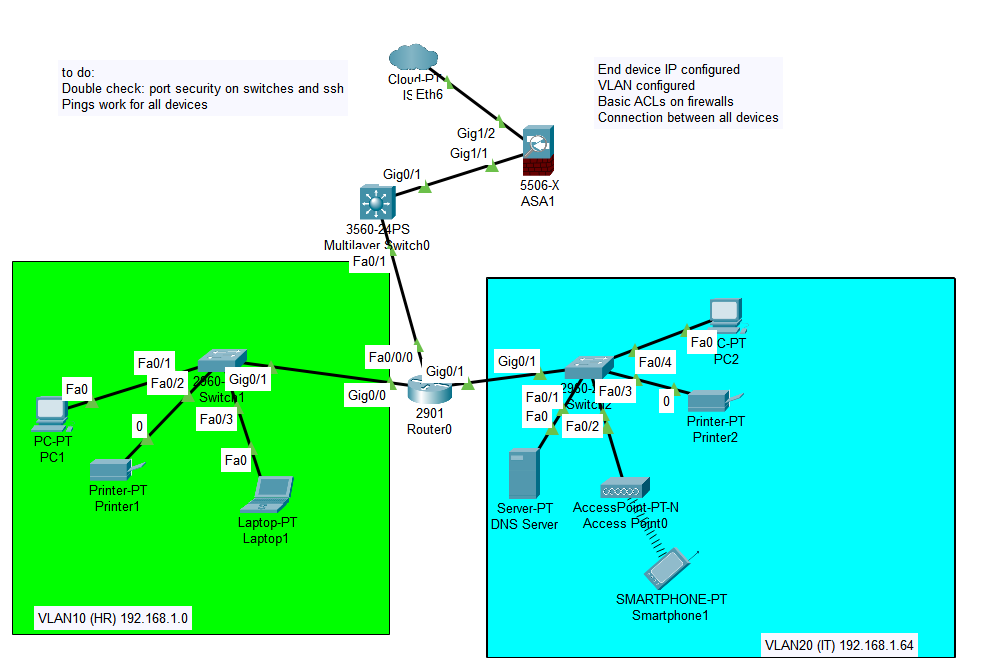 to do:
Double check: port security on switches and ssh
Pings work for all devices
End device IP configured
VLAN configured
Basic ACLs on firewalls
Connection between all devices
Cloud-PT
IS
Eth6
Gig1/2
Gig1/1
5506-X
ASA1
Gig0/1
3560-24PS
Multilayer Switch0
Fa0/1
Fa0/0/0
Gig0/1
Gig0/0
2901
Router0
Fa0/1
Fa0/2
Gig0/1
2960-
Switch1
Fa0/3
Fa0
PC-PT
PC1
0
Printer-PT
Printer1
Fa0
Laptop-PT
Laptop1
VLAN10 (HR) 192.168.1.0
Gig0/1
Fa0/4
Fa0/3
Fa0/1
Fa0/2
Fa0
2960-
Switch2
Fa0
C-PT
PC2
0
Printer-PT
Printer2
Server-PT
DNS Server
AccessPoint-PT-N
Access Point0
SMARTPHONE-PT
Smartphone1
VLAN20 (IT) 192.168.1.64